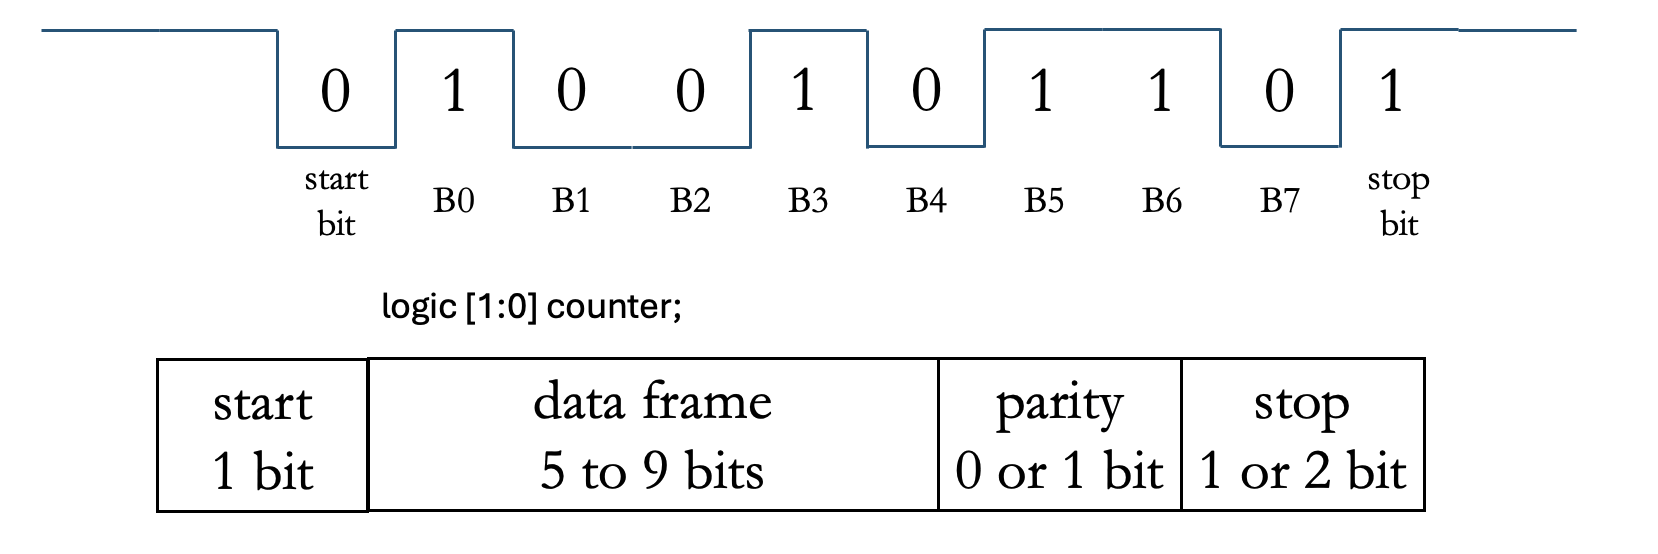 0 1 0 0 1 0 1 1 0 1
start bit B0 B1 B2 B3 B4 B5 B6 B7 stop bit
logic [1:0] counter;
start data frame parity stop
1 bit 5 to 9 bits 0 or 1 bit 1 or 2 bit